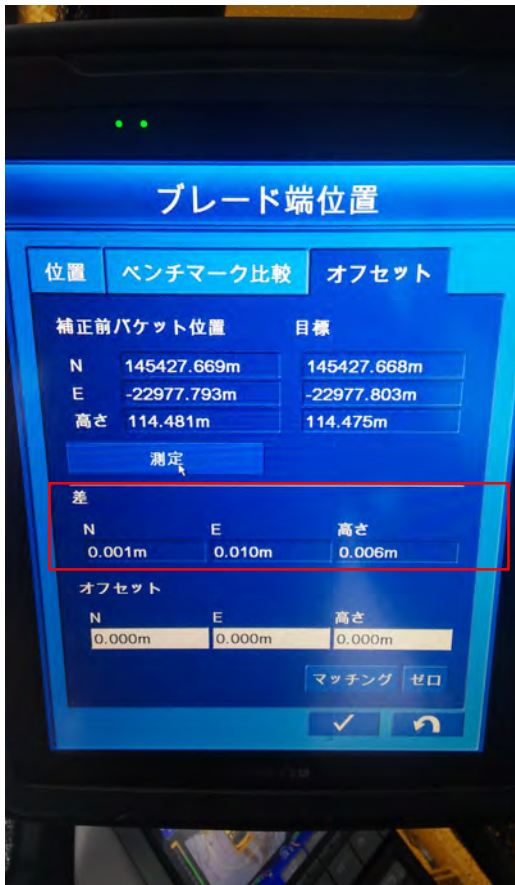 ブレード端位置
位置 ベンチマーク比較 オフセット
補正前バケット位置 目標
N 145427.669m 145427.668m
E -22977.793m -22977.803m
高さ 114.481m 114.475m
測定
差
N E 高さ
0.001m 0.010m 0.006m
オフセット
N E 高さ
0.000m 0.000m 0.000m
マッチング ゼロ